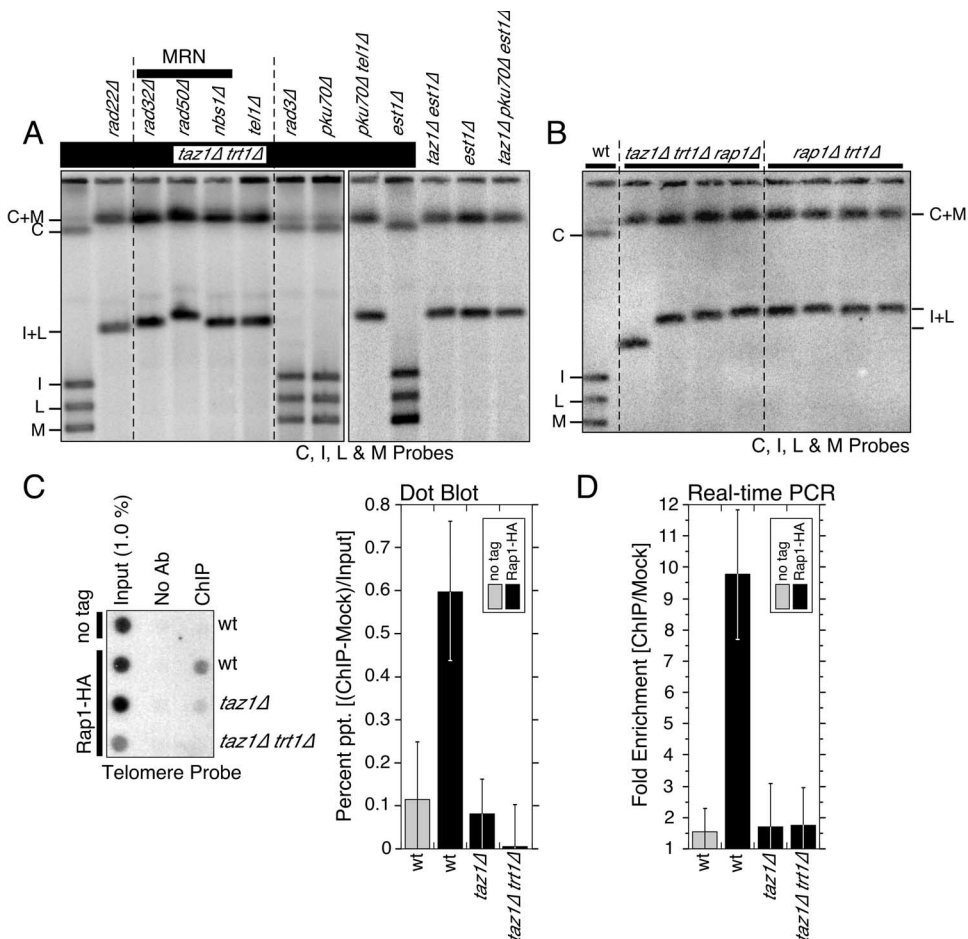 A
MRN
rad22Δ
rad32Δ
rad50Δ
nbs1Δ
tel1Δ
rad3Δ
pku70Δ
pku70Δ tel1Δ
est1Δ
taz1Δ est1Δ
est1Δ
taz1Δ pku70Δ est1Δ
taz1Δ trt1Δ
C+M
C
I+L
I
L
M
C, I, L & M Probes
B
wt
taz1Δ trt1Δ rap1Δ
rap1Δ trt1Δ
C
I
L
M
C+M
I+L
C, I, L & M Probes
C
Input (1.0 %)
No Ab
ChIP
no tag
Rap1-HA
wt
wt
taz1Δ
taz1Δ trt1Δ
Telomere Probe
Dot Blot
Percent ppt. [(ChIP-Mock)/Input]
0.8
0.7
0.6
0.5
0.4
0.3
0.2
0.1
0
no tag
Rap1-HA
wt
wt
taz1Δ
taz1Δ trt1Δ
D
Real-time PCR
Fold Enrichment [ChIP/Mock]
12
11
10
9
8
7
6
5
4
3
2
1
no tag
Rap1-HA
wt
wt
taz1Δ
taz1Δ trt1Δ